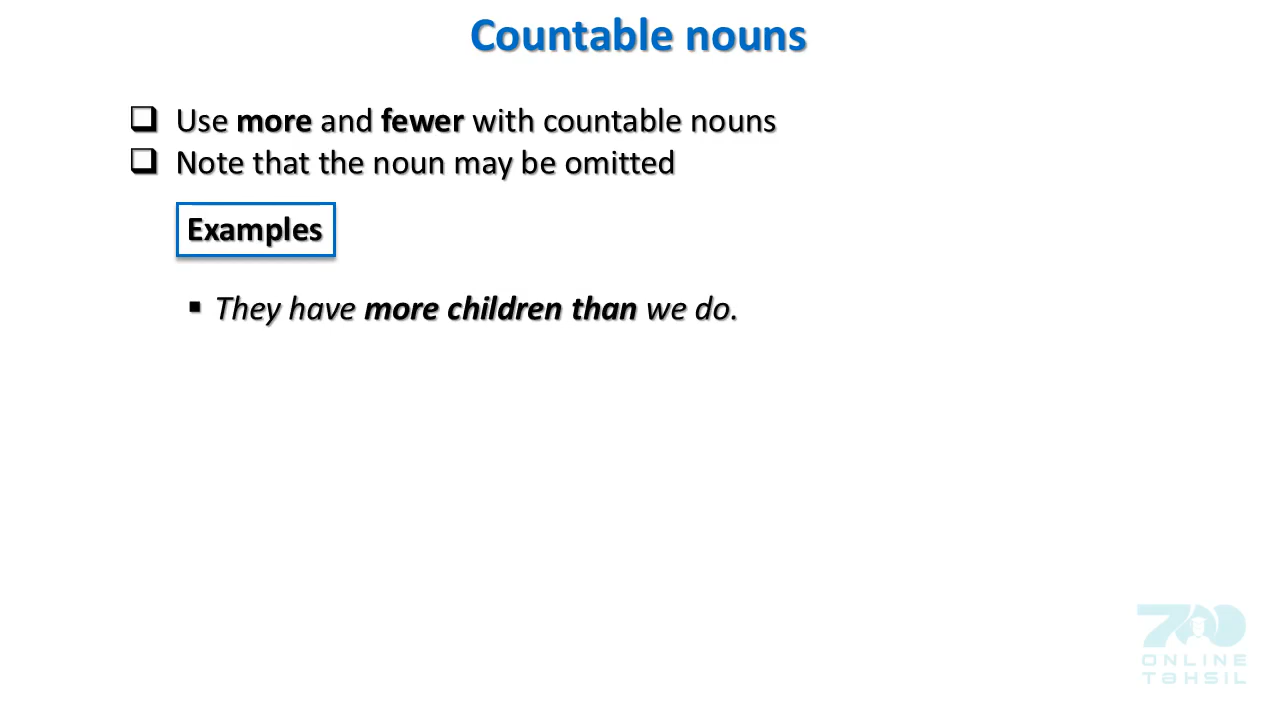 Countable nouns
Use more and fewer with countable nouns
Note that the noun may be omitted
Examples
They have more children than we do.
700
ONLINE
TəHSIL